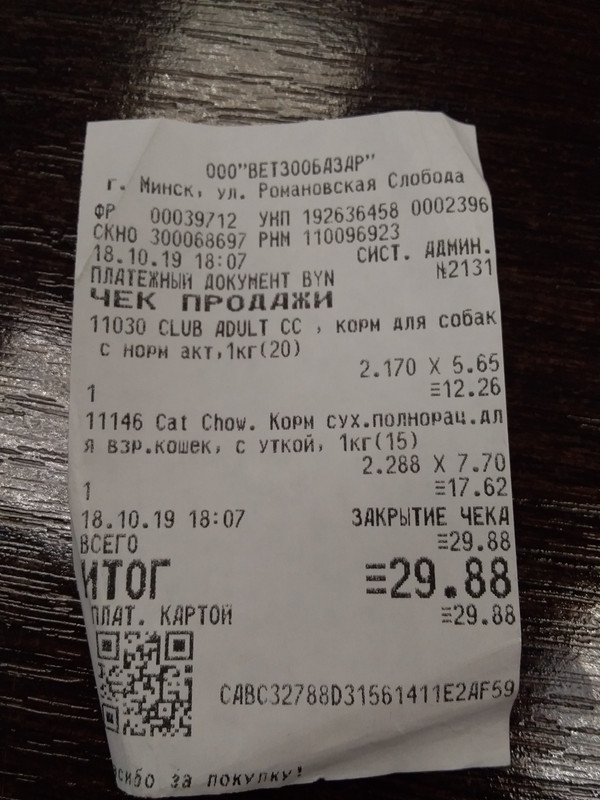 ООО"ВЕТЗООБАЗАР"
г. Минск, ул. Романовская Слобода
ФР 00039712 УНП 192636458 0002396
СКНО 300068697 РНМ 110096923
18.10.19 18:07 СИСТ. АДМИН.
ПЛАТЕЖНЫЙ ДОКУМЕНТ BYN №2131
ЧЕК ПРОДАЖИ
11030 CLUB ADULT CC , корм для собак
с норм акт,1кг(20)
2.170 X 5.65
1 ≡12.26
11146 Cat Chow. Корм сух.полнорац.дл
я взр.кошек, с уткой, 1кг(15)
2.288 X 7.70
1 ≡17.62
18.10.19 18:07 ЗАКРЫТИЕ ЧЕКА
ВСЕГО ≡29.88
ИТОГ ≡29.88
ПЛАТ. КАРТОЙ ≡29.88
CABC32788D31561411E2AF59
сибо за покупку!